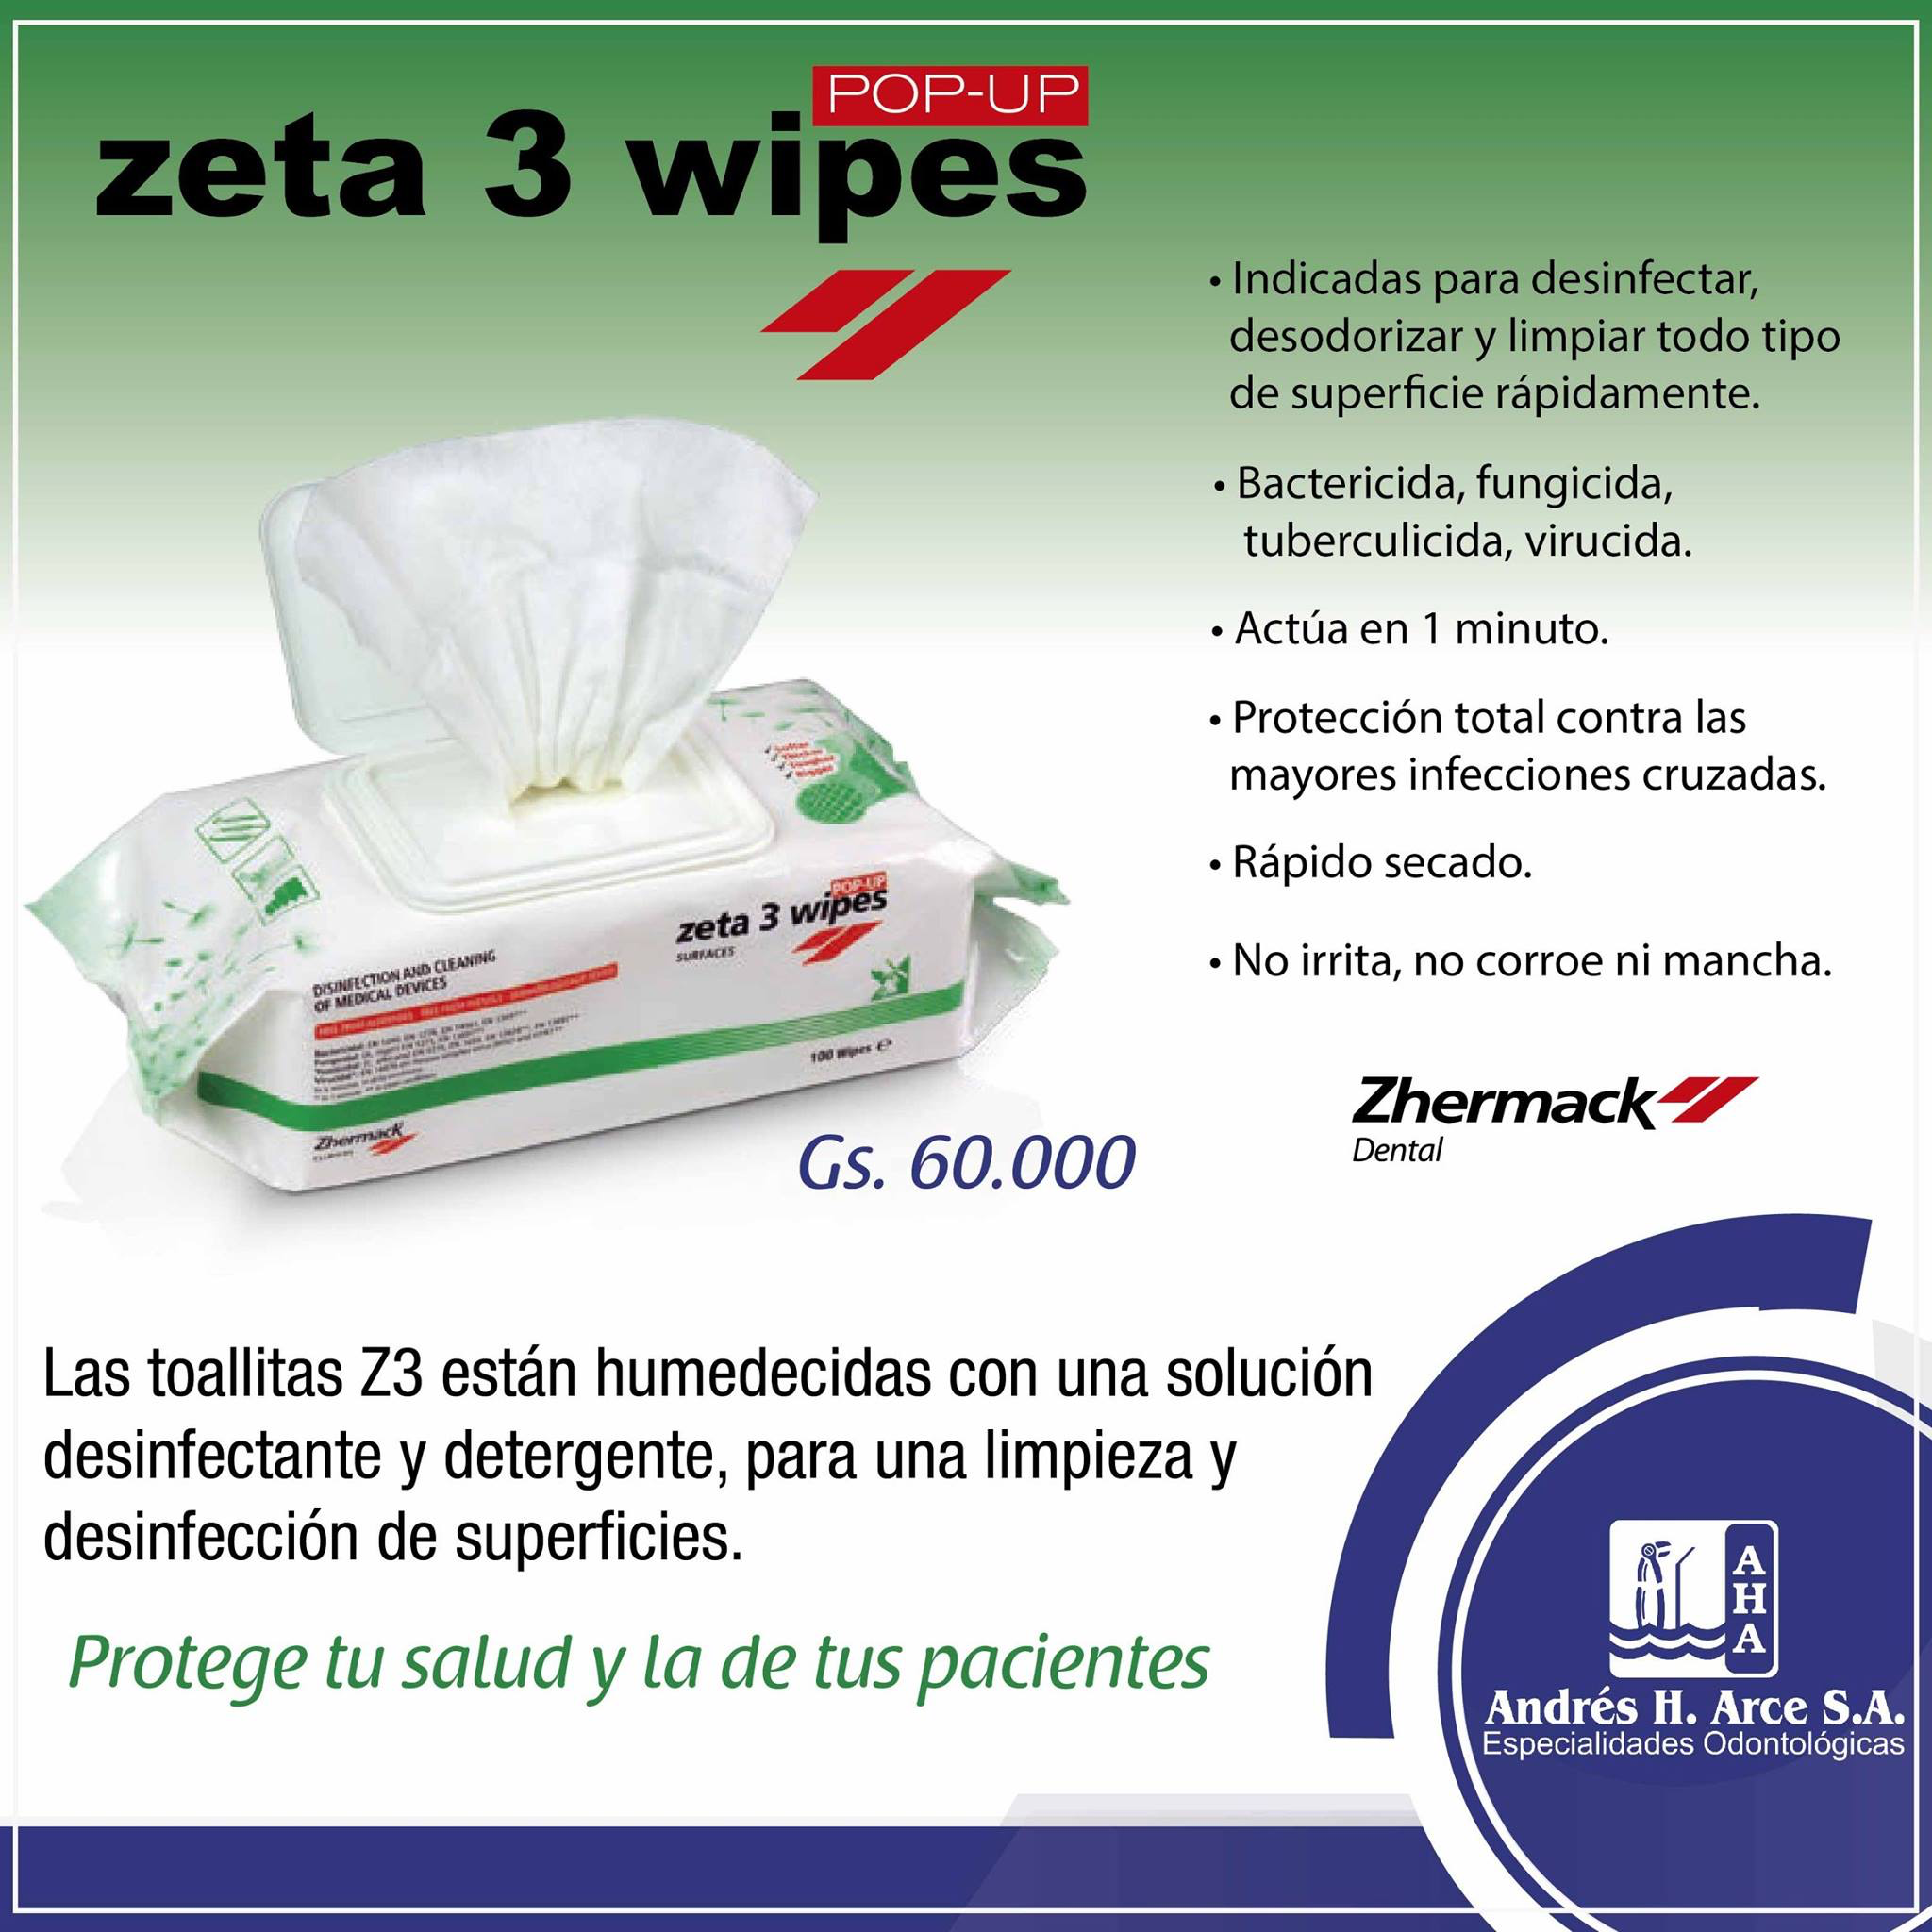 POP-UP
zeta 3 wipes
• Indicadas para desinfectar,
desodorizar y limpiar todo tipo
de superficie rápidamente.
• Bactericida, fungicida,
tuberculicida, virucida.
• Actúa en 1 minuto.
• Protección total contra las
mayores infecciones cruzadas.
• Rápido secado.
• No irrita, no corroe ni mancha.
POP-UP
zeta 3 wipes
SURFACES
DISINFECTION AND CLEANING
OF MEDICAL DEVICES
100 Wipes ℮
Zhermack
Gs. 60.000
Zhermack
Dental
Las toallitas Z3 están humedecidas con una solución
desinfectante y detergente, para una limpieza y
desinfección de superficies.
Protege tu salud y la de tus pacientes
AHA
Andrés H. Arce S.A.
Especialidades Odontológicas